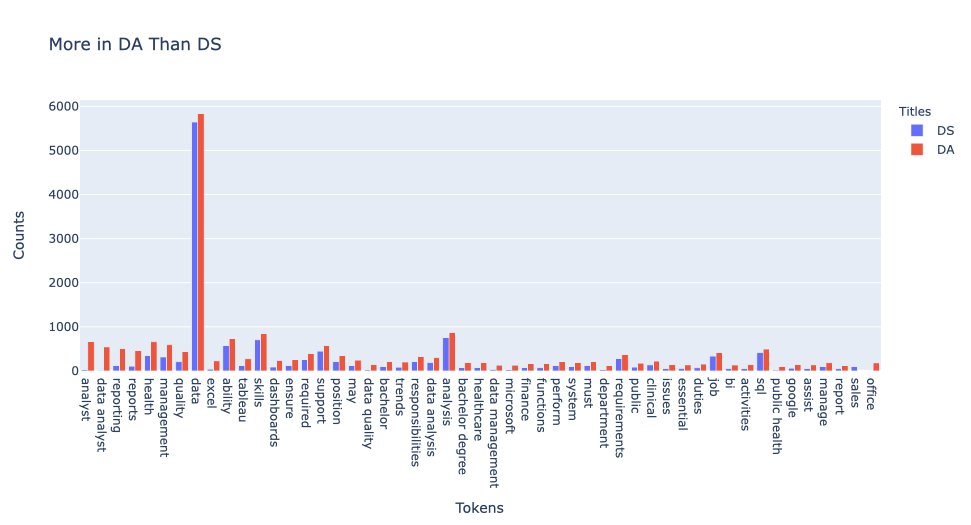 More in DA Than DS
Titles
DS
DA
Counts
6000
5000
4000
3000
2000
1000
0
analyst
data analyst
reporting
reports
health
management
quality
data
excel
ability
tableau
skills
dashboards
ensure
required
support
position
may
data quality
bachelor
trends
responsibilities
data analysis
analysis
bachelor degree
healthcare
data management
microsoft
finance
functions
perform
system
must
department
requirements
public
clinical
issues
essential
duties
job
bi
activities
sql
public health
google
assist
manage
report
sales
office
Tokens